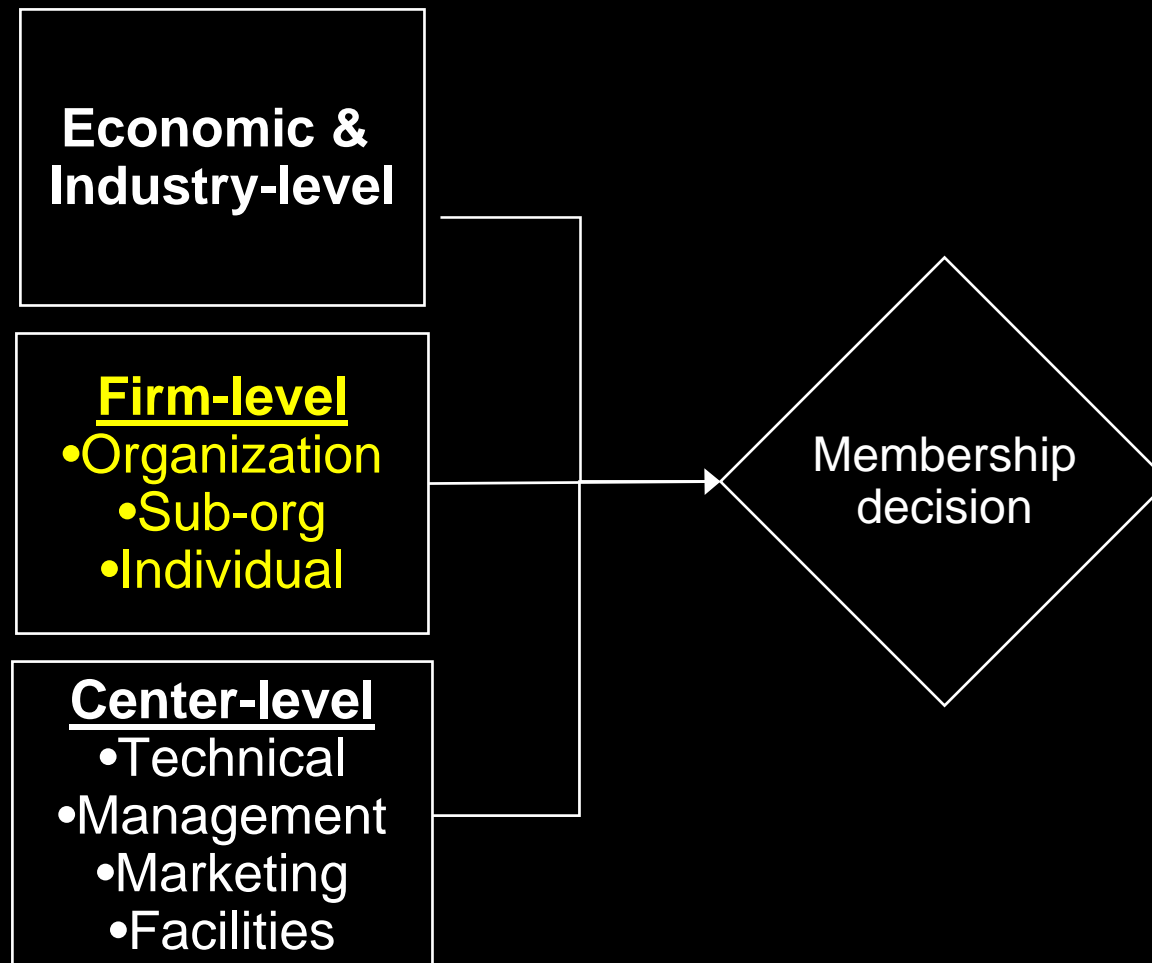 Economic &
Industry-level
Firm-level
•Organization
•Sub-org
•Individual
Center-level
•Technical
•Management
•Marketing
•Facilities
Membership
decision